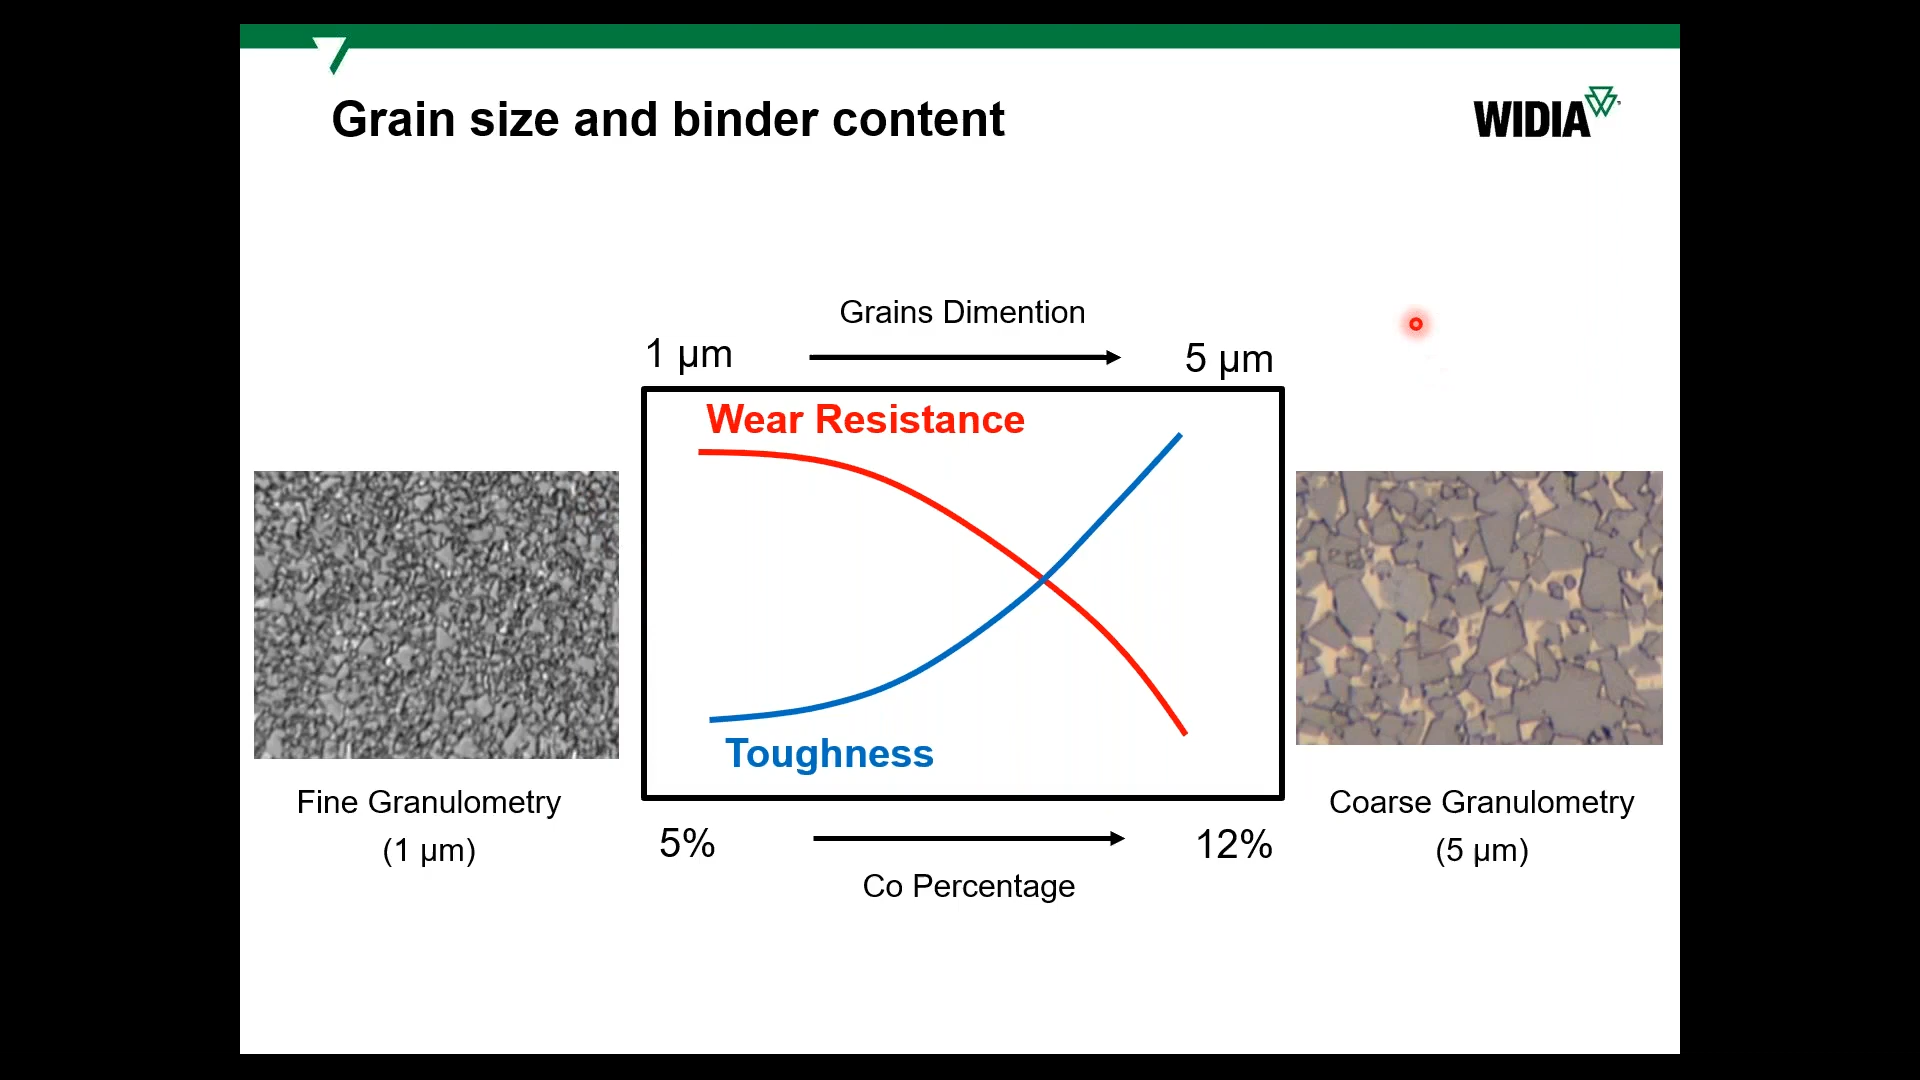 Grain size and binder content
WIDIA
Grains Dimention
1 µm
5 µm
Wear Resistance
Toughness
Fine Granulometry
(1 µm)
Coarse Granulometry
(5 µm)
5%
12%
Co Percentage